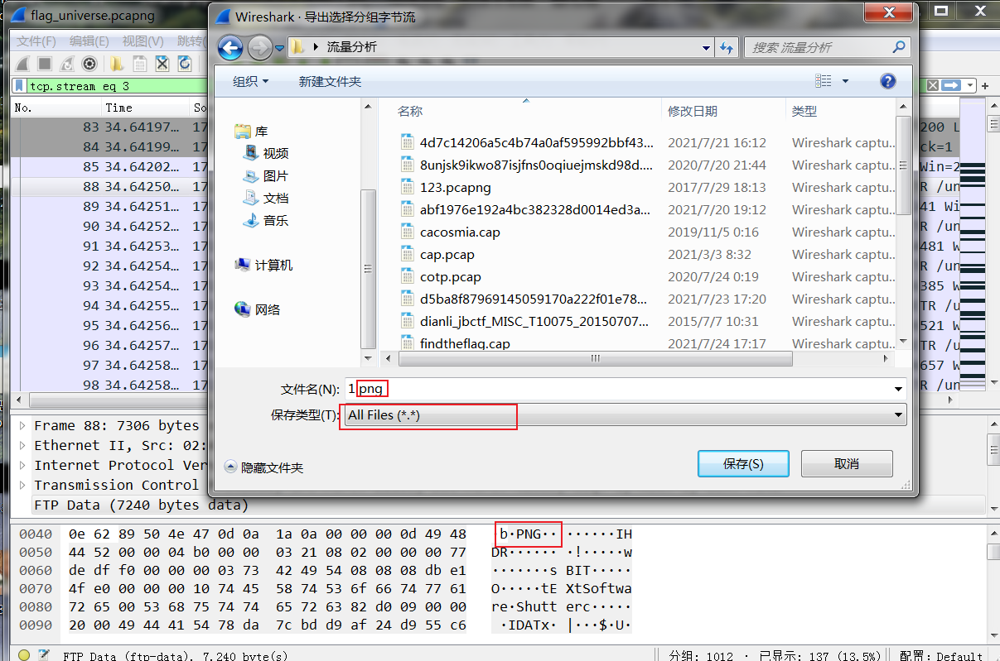 flag_universe.pcapng
Wireshark · 导出选择分组字节流
文件(F) 编辑(E) 视图(V) 跳转(
流量分析
搜索 流量分析
组织 新建文件夹
tcp.stream eq 3
No. Time So
83 34.64197… 17
84 34.64199… 17
85 34.64202… 17
88 34.64250… 17
89 34.64251… 17
90 34.64252… 17
91 34.64253… 17
92 34.64254… 17
93 34.64254… 17
94 34.64255… 17
95 34.64256… 17
96 34.64257… 17
97 34.64258… 17
98 34.64258… 17
库
视频
图片
文档
音乐
计算机
网络
名称 修改日期 类型
4d7c14206a5c4b74a0af595992bbf43... 2021/7/21 16:12 Wireshark captu...
8unjsk9ikwo87isjfns0oqiuejmskd98d.... 2020/7/20 21:44 Wireshark captu...
123.pcapng 2017/7/29 18:13 Wireshark captu...
abf1976e192a4bc382328d0014ed3a... 2021/7/20 19:12 Wireshark captu...
cacosmia.cap 2019/11/5 0:16 Wireshark captu...
cap.pcap 2021/3/3 8:32 Wireshark captu...
cotp.pcap 2020/7/24 0:19 Wireshark captu...
d5ba8f87969145059170a222f01e78... 2021/7/23 17:20 Wireshark captu...
dianli_jbctf_MISC_T10075_20150707... 2015/7/7 10:31 Wireshark captu...
findtheflag.cap 2021/7/24 17:17 Wireshark captu...
200 L
ck=1
Win=2
R /un
41 Wi
R /un
481 W
R /un
385 W
TR /u
521 W
TR /u
657 W
R /un
文件名(N): 1.png
保存类型(T): All Files (*.*)
隐藏文件夹
保存(S) 取消
Frame 88: 7306 bytes
Ethernet II, Src: 02:
Internet Protocol Ver
Transmission Control
FTP Data (7240 bytes data)
0040 0e 62 89 50 4e 47 0d 0a 1a 0a 00 00 00 0d 49 48 b·PNG·· ······IH
0050 44 52 00 00 04 b0 00 00 03 21 08 02 00 00 00 77 DR······ ·!·····w
0060 de df f0 00 00 00 03 73 42 49 54 08 08 08 db e1 ·······s BIT·····
0070 4f e0 00 00 00 10 74 45 58 74 53 6f 66 74 77 61 O·····tE XtSoftwa
0080 72 65 00 53 68 75 74 74 65 72 63 82 d0 09 00 00 re·Shutt erc·····
0090 20 00 49 44 41 54 78 da 7c bd d9 af 24 d9 55 c6 ·IDATx· |···$·U·
FTP Data (ftp-data), 7,240 byte(s)
分组: 1012 · 已显示: 137 (13.5%)
配置: Default